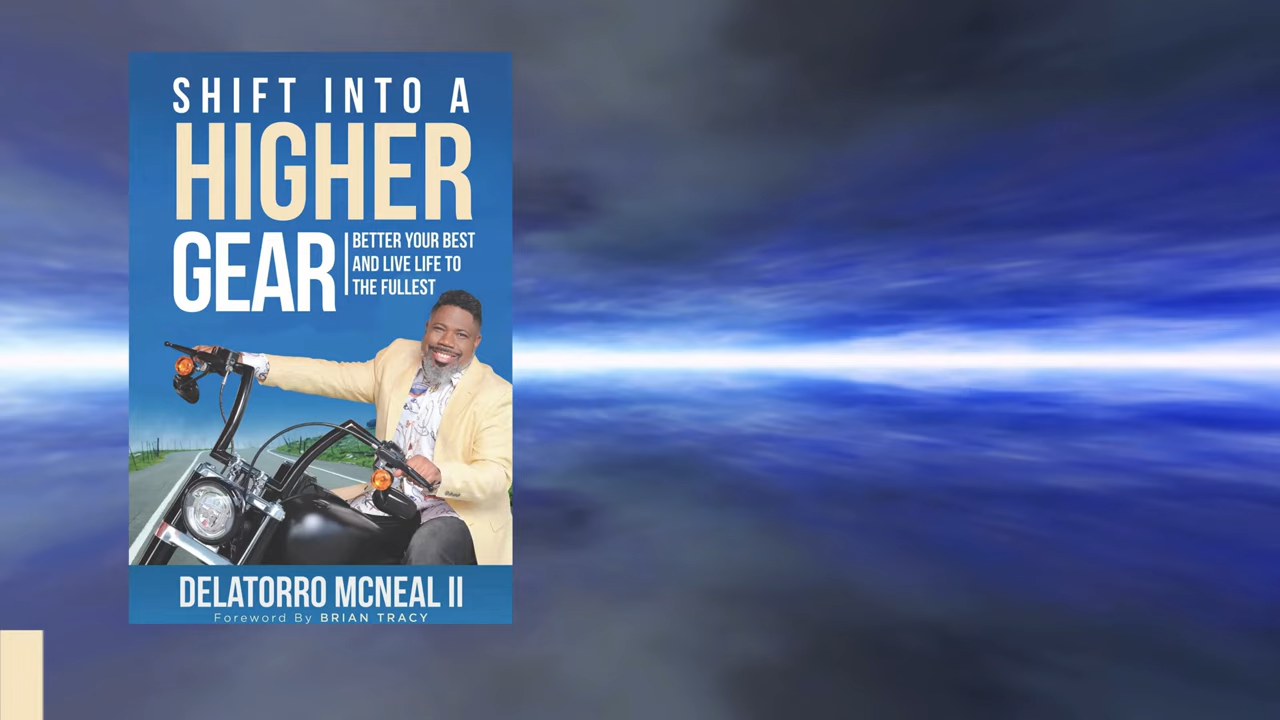 SHIFT INTO A
HIGHER
GEAR
BETTER YOUR BEST
AND LIVE LIFE TO
THE FULLEST
DELATORRO MCNEAL II
Foreword By BRIAN TRACY